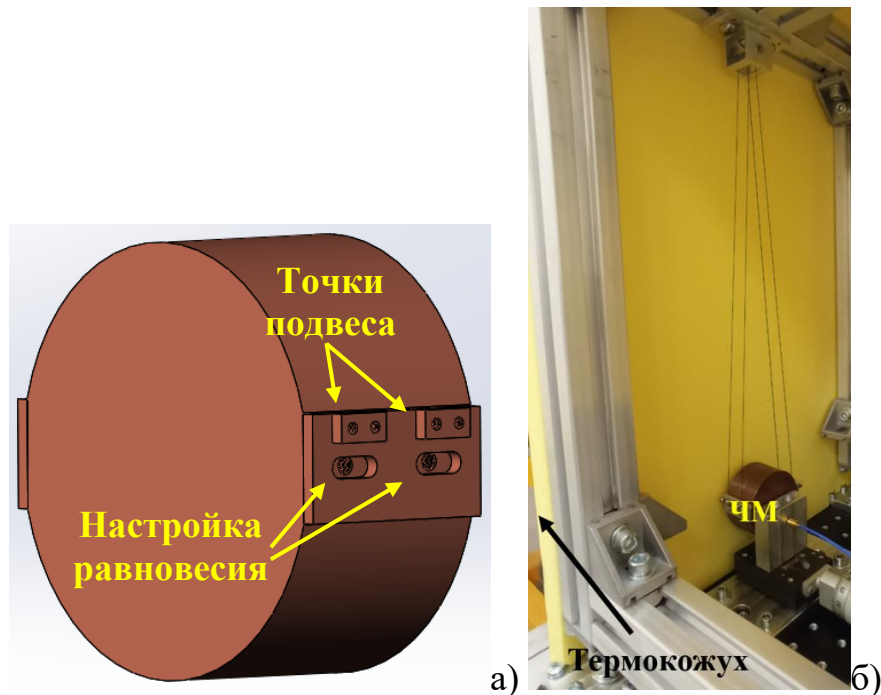 Точки
подвеса
Настройка
равновесия
а)
ЧМ
Термокожух
б)